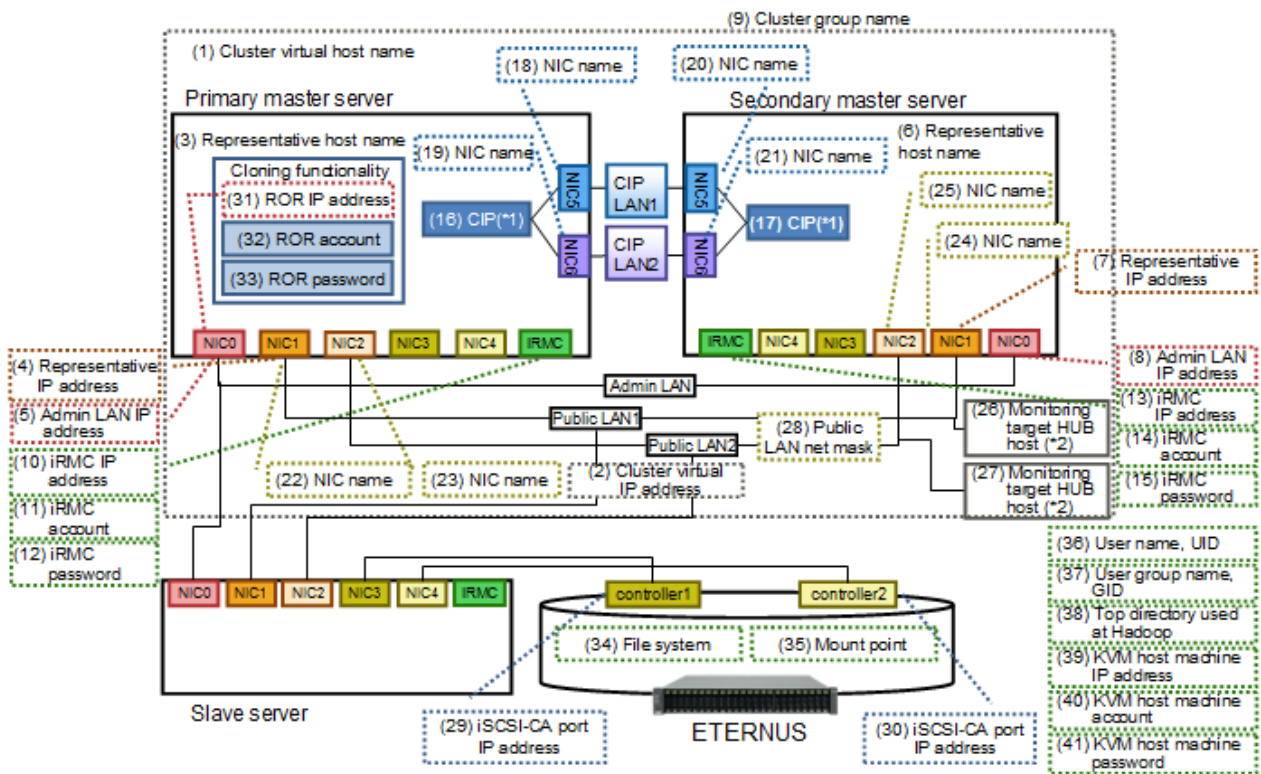 (9) Cluster group name
(1) Cluster virtual host name
(18) NIC name
(20) NIC name
Primary master server
Secondary master server
(3) Representative host name
(19) NIC name
(21) NIC name
(6) Representative
host name
Cloning functionality
(31) ROR IP address
(32) ROR account
(33) ROR password
(16) CIP(*1)
NIC5
CIP
LAN1
NIC5
(17) CIP(*1)
NIC6
CIP
LAN2
NIC6
(25) NIC name
(24) NIC name
(7) Representative
IP address
NIC0
NIC1
NIC2
NIC3
NIC4
IRMC
IRMC
NIC4
NIC3
NIC2
NIC1
NIC0
(4) Representative
IP address
(5) Admin LAN IP
address
(10) iRMC IP
address
(11) iRMC
account
(12) iRMC
password
Admin LAN
Public LAN1
Public LAN2
(28) Public
LAN net mask
(22) NIC name
(23) NIC name
(2) Cluster virtual
IP address
(26) Monitoring
target HUB
host (*2)
(27) Monitoring
target HUB
host (*2)
(8) Admin LAN
IP address
(13) iRMC
IP address
(14) iRMC
account
(15) iRMC
password
NIC0
NIC1
NIC2
NIC3
NIC4
IRMC
Slave server
controller1
controller2
(34) File system
(35) Mount point
ETERNUS
(29) iSCSI-CA port
IP address
(30) iSCSI-CA port
IP address
(36) User name, UID
(37) User group name,
GID
(38) Top directory used
at Hadoop
(39) KVM host machine
IP address
(40) KVM host machine
account
(41) KVM host machine
password